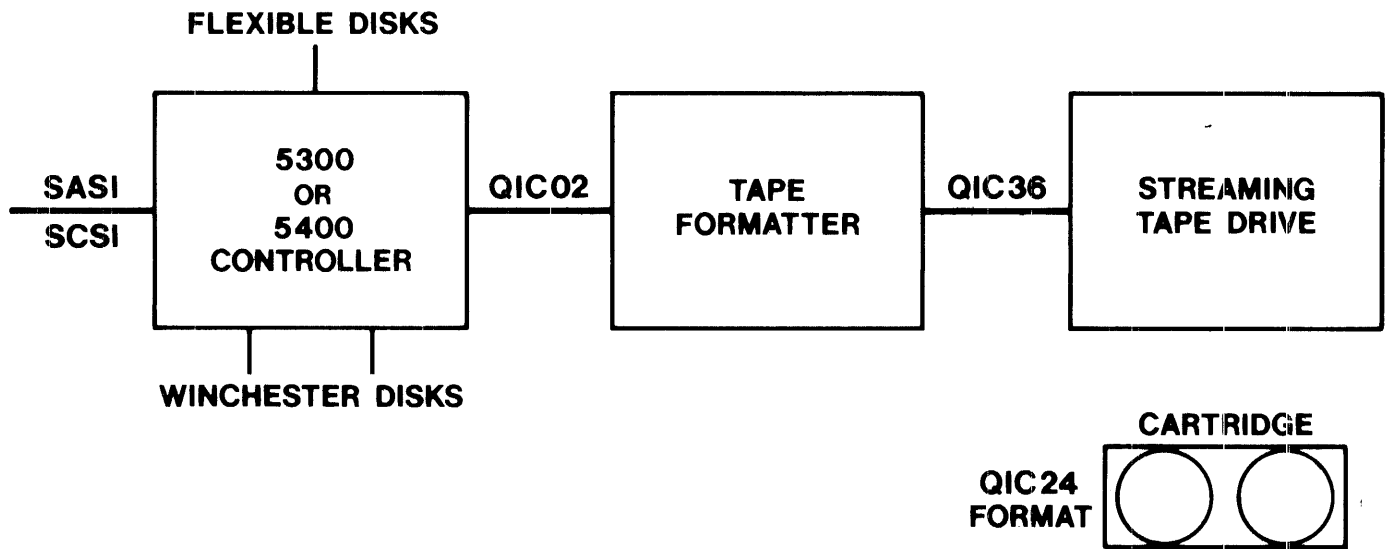 FLEXIBLE DISKS
SASI
SCSI
5300
OR
5400
CONTROLLER
QIC02
TAPE
FORMATTER
QIC36
STREAMING
TAPE DRIVE
WINCHESTER DISKS
CARTRIDGE
QIC24
FORMAT